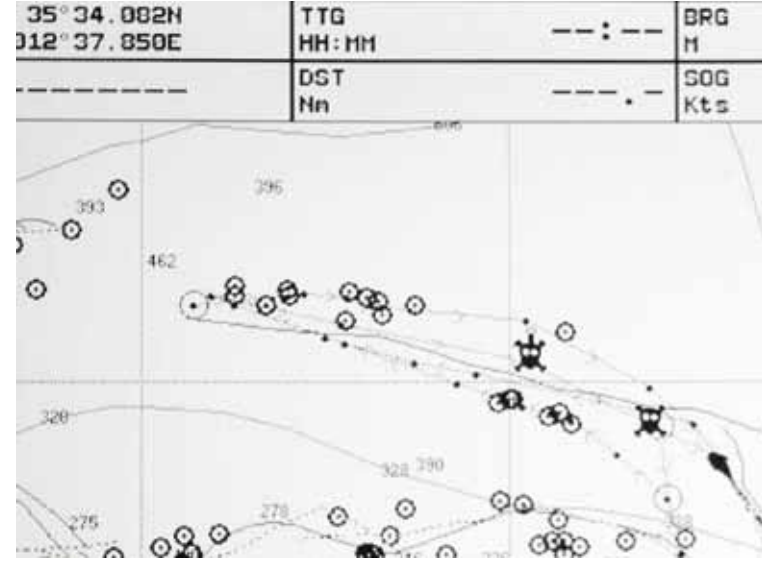 35°34.082N
012°37.850E
----------
TTG
HH:MM
--:--
BRG
M
DST
Nm
---.-
SOG
Kts
396
393
462
328
328
390
278
275